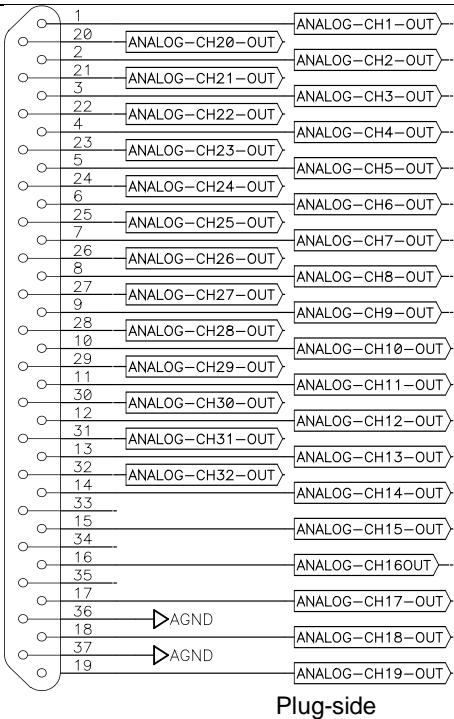 1 ANALOG-CH1-OUT
20 ANALOG-CH20-OUT
2 ANALOG-CH2-OUT
21 ANALOG-CH21-OUT
3 ANALOG-CH3-OUT
22 ANALOG-CH22-OUT
4 ANALOG-CH4-OUT
23 ANALOG-CH23-OUT
5 ANALOG-CH5-OUT
24 ANALOG-CH24-OUT
6 ANALOG-CH6-OUT
25 ANALOG-CH25-OUT
7 ANALOG-CH7-OUT
26 ANALOG-CH26-OUT
8 ANALOG-CH8-OUT
27 ANALOG-CH27-OUT
9 ANALOG-CH9-OUT
28 ANALOG-CH28-OUT
10 ANALOG-CH10-OUT
29 ANALOG-CH29-OUT
11 ANALOG-CH11-OUT
30 ANALOG-CH30-OUT
12 ANALOG-CH12-OUT
31 ANALOG-CH31-OUT
13 ANALOG-CH13-OUT
32 ANALOG-CH32-OUT
14 ANALOG-CH14-OUT
33
15 ANALOG-CH15-OUT
34
16 ANALOG-CH16OUT
35
17 ANALOG-CH17-OUT
36 AGND
18 ANALOG-CH18-OUT
37 AGND
19 ANALOG-CH19-OUT
Plug-side